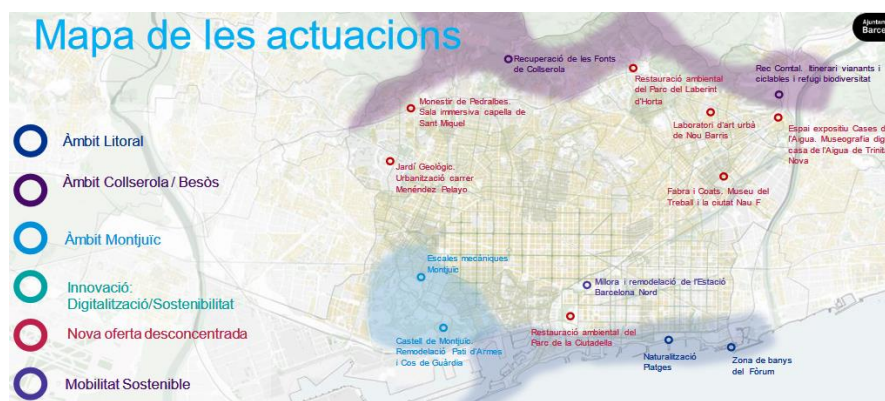 Mapa de les actuacions
Ajuntam
Barce
Recuperació de les Fonts
de Collserola
Restauració ambiental
del Parc del Laberint
d'Horta
Rec Comtal. Itinerari vianants i
ciclables i refugi biodiversitat
Monestir de Pedralbes.
Sala immersiva capella de
Sant Miquel
Laboratori d'art urbà
de Nou Barris
Espai expositiu Cases d
l'Aigua. Museografia dig
casa de l'Aigua de Trinita
Nova
Jardí Geològic.
Urbanització carrer
Menéndez Pelayo
Fabra i Coats. Museu del
Treball i la ciutat Nau F
Àmbit Litoral
Àmbit Collserola / Besòs
Àmbit Montjuïc
Innovació:
Digitalització/Sostenibilitat
Nova oferta desconcentrada
Mobilitat Sostenible
Escales mecàniques
Montjuïc
Millora i remodelació de l'Estació
Barcelona Nord
Castell de Montjuïc.
Remodelació Pati d'Armes
i Cos de Guàrdia
Restauració ambiental del
Parc de la Ciutadella
Naturalització
Platges
Zona de banys
del Fòrum